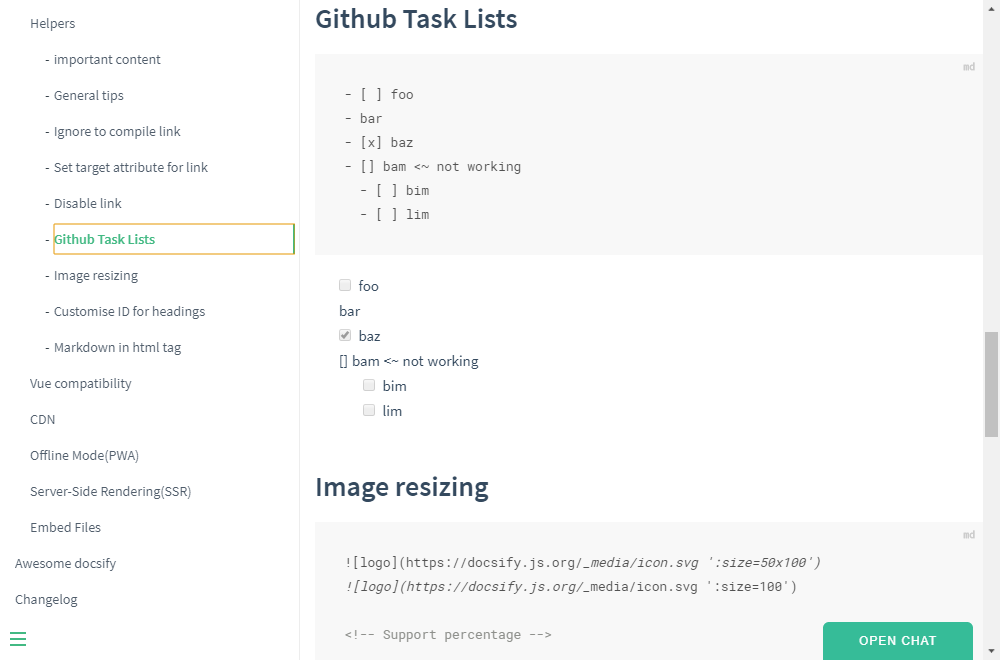 Helpers
- important content
- General tips
- Ignore to compile link
- Set target attribute for link
- Disable link
- Github Task Lists
- Image resizing
- Customise ID for headings
- Markdown in html tag
Vue compatibility
CDN
Offline Mode(PWA)
Server-Side Rendering(SSR)
Embed Files
Awesome docsify
Changelog
Github Task Lists
md
- [ ] foo
- bar
- [x] baz
- [] bam <~ not working
  - [ ] bim
  - [ ] lim
foo
bar
baz
[] bam <~ not working
bim
lim
Image resizing
md
![logo](https://docsify.js.org/_media/icon.svg ':size=50x100')
![logo](https://docsify.js.org/_media/icon.svg ':size=100')
<!-- Support percentage -->
OPEN CHAT